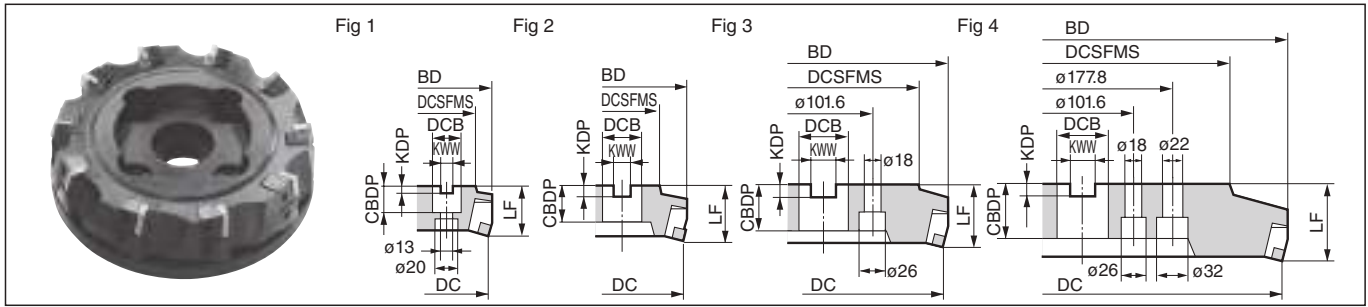 Fig 1
BD
DCSFMS
DCB
KWW
KDP
CBDP
LF
ø13
ø20
DC
Fig 2
BD
DCSFMS
DCB
KWW
KDP
CBDP
LF
DC
Fig 3
BD
DCSFMS
ø101.6
DCB
KWW
ø18
KDP
CBDP
LF
ø26
DC
Fig 4
BD
DCSFMS
ø177.8
ø101.6
DCB
ø18
ø22
KWW
KDP
CBDP
LF
ø26
ø32
DC